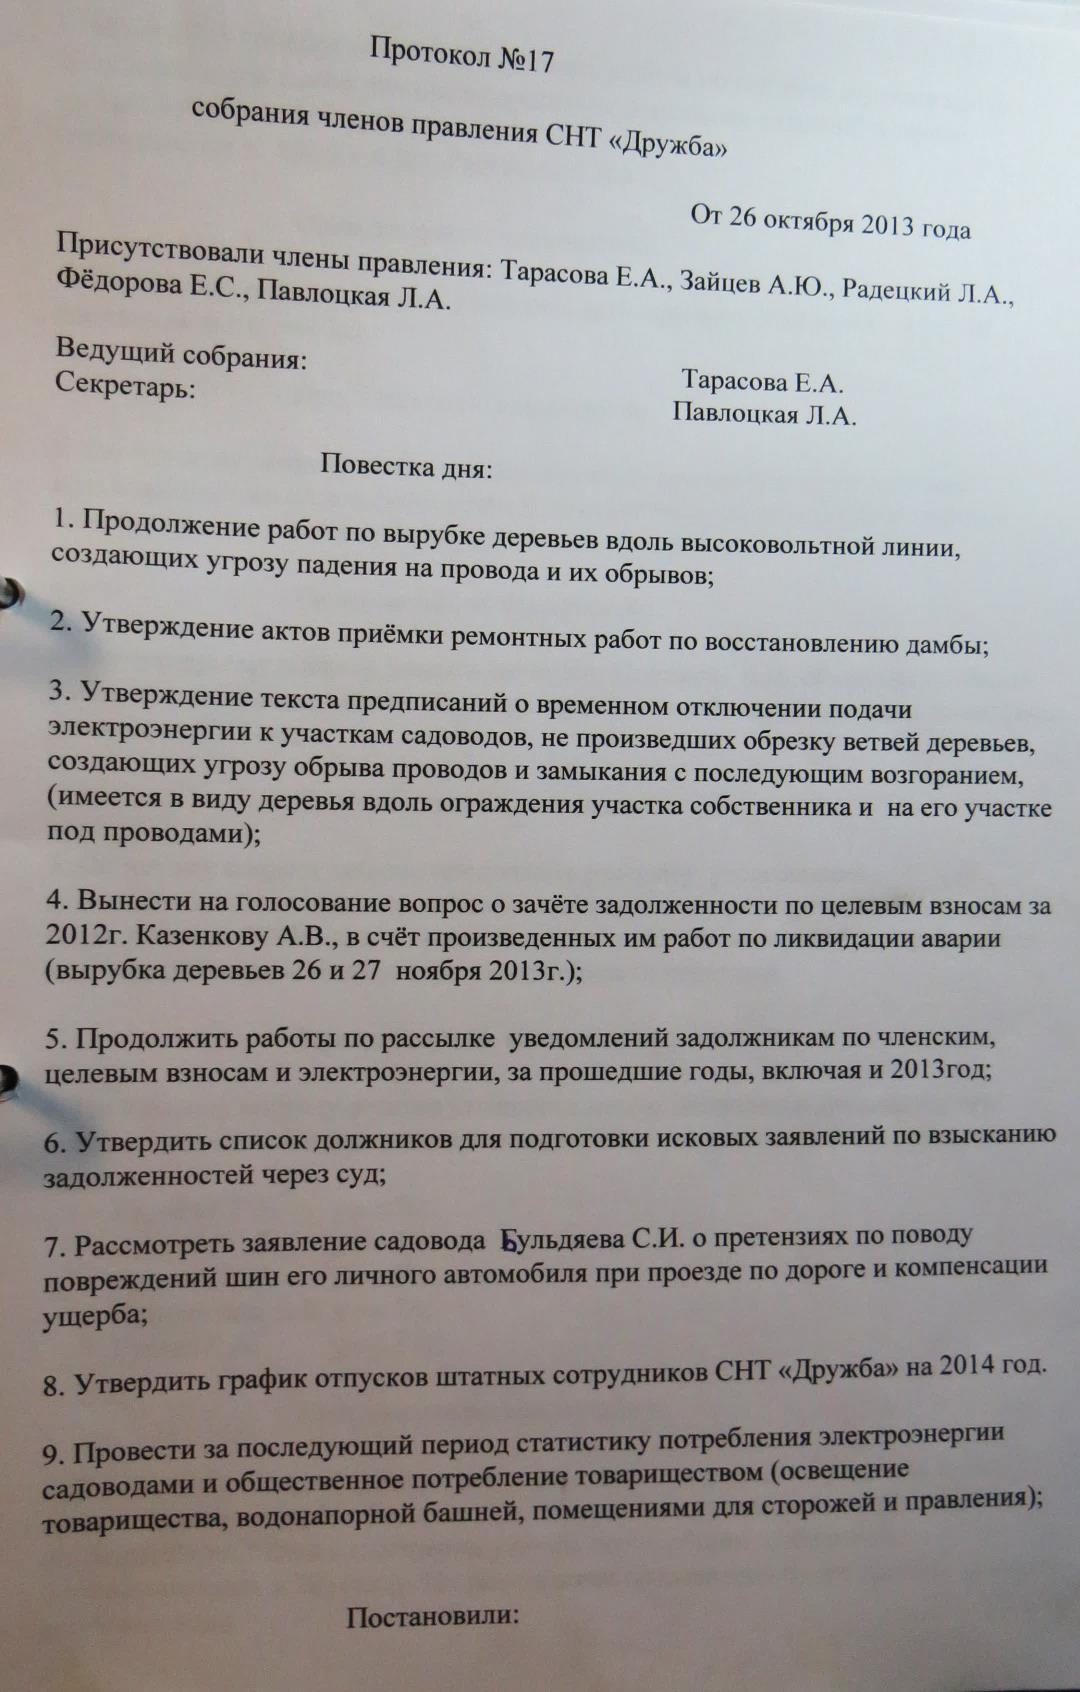 Протокол №17
собрания членов правления СНТ «Дружба»
От 26 октября 2013 года
Присутствовали члены правления: Тарасова Е.А., Зайцев А.Ю., Радецкий Л.А.,
Фёдорова Е.С., Павлоцкая Л.А.
Ведущий собрания: Тарасова Е.А.
Секретарь: Павлоцкая Л.А.
Повестка дня:
1. Продолжение работ по вырубке деревьев вдоль высоковольтной линии,
создающих угрозу падения на провода и их обрывов;
2. Утверждение актов приёмки ремонтных работ по восстановлению дамбы;
3. Утверждение текста предписаний о временном отключении подачи
электроэнергии к участкам садоводов, не произведших обрезку ветвей деревьев,
создающих угрозу обрыва проводов и замыкания с последующим возгоранием,
(имеется в виду деревья вдоль ограждения участка собственника и на его участке
под проводами);
4. Вынести на голосование вопрос о зачёте задолженности по целевым взносам за
2012г. Казенкову А.В., в счёт произведенных им работ по ликвидации аварии
(вырубка деревьев 26 и 27 ноября 2013г.);
5. Продолжить работы по рассылке уведомлений задолжникам по членским,
целевым взносам и электроэнергии, за прошедшие годы, включая и 2013год;
6. Утвердить список должников для подготовки исковых заявлений по взысканию
задолженностей через суд;
7. Рассмотреть заявление садовода Бульдяева С.И. о претензиях по поводу
повреждений шин его личного автомобиля при проезде по дороге и компенсации
ущерба;
8. Утвердить график отпусков штатных сотрудников СНТ «Дружба» на 2014 год.
9. Провести за последующий период статистику потребления электроэнергии
садоводами и общественное потребление товариществом (освещение
товарищества, водонапорной башней, помещениями для сторожей и правления);
Постановили: